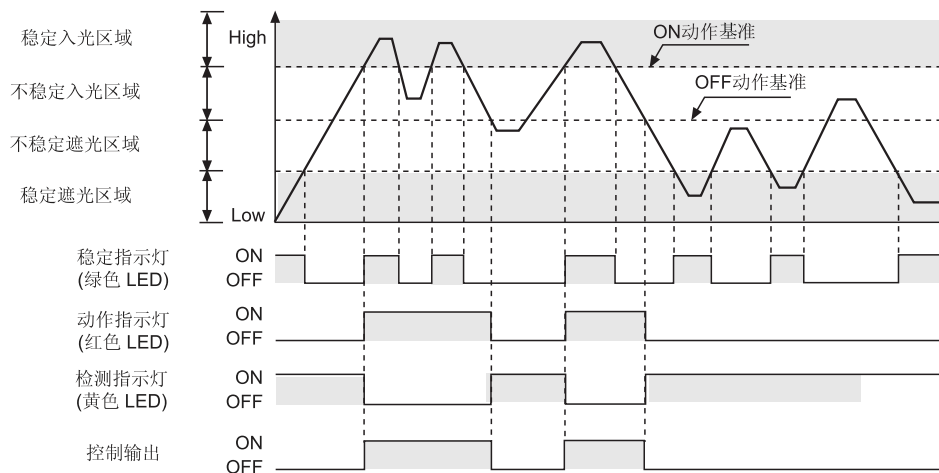 稳定入光区域
High
ON动作基准
不稳定入光区域
OFF动作基准
不稳定遮光区域
稳定遮光区域
Low
稳定指示灯
(绿色 LED)
ON
OFF
动作指示灯
(红色 LED)
ON
OFF
检测指示灯
(黄色 LED)
ON
OFF
控制输出
ON
OFF